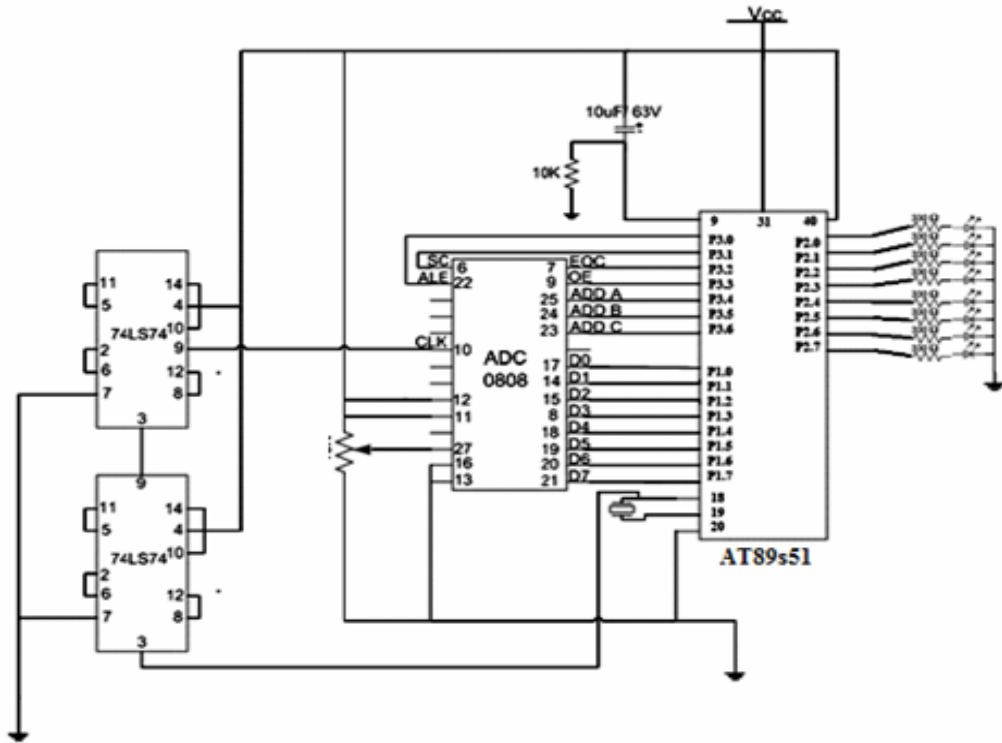 Vcc
10uF/ 63V
10K
9 31 40
P3.0
P3.1
P3.2
P3.3
P3.4
P3.5
P3.6
P1.0
P1.1
P1.2
P1.3
P1.4
P1.5
P1.6
P1.7
18
19
20
P2.0
P2.1
P2.2
P2.3
P2.4
P2.5
P2.6
P2.7
AT89s51
SC
ALE
CLK
6
22
10
12
11
27
16
13
ADC
0808
7
9
25
24
23
17
14
15
8
18
19
20
21
EOC
OE
ADD A
ADD B
ADD C
D0
D1
D2
D3
D4
D5
D6
D7
11 14
5 4
74LS74
10
2 9
6 12
7 8
3
9
11 14
5 4
74LS74 10
2
6 12
7 8
3